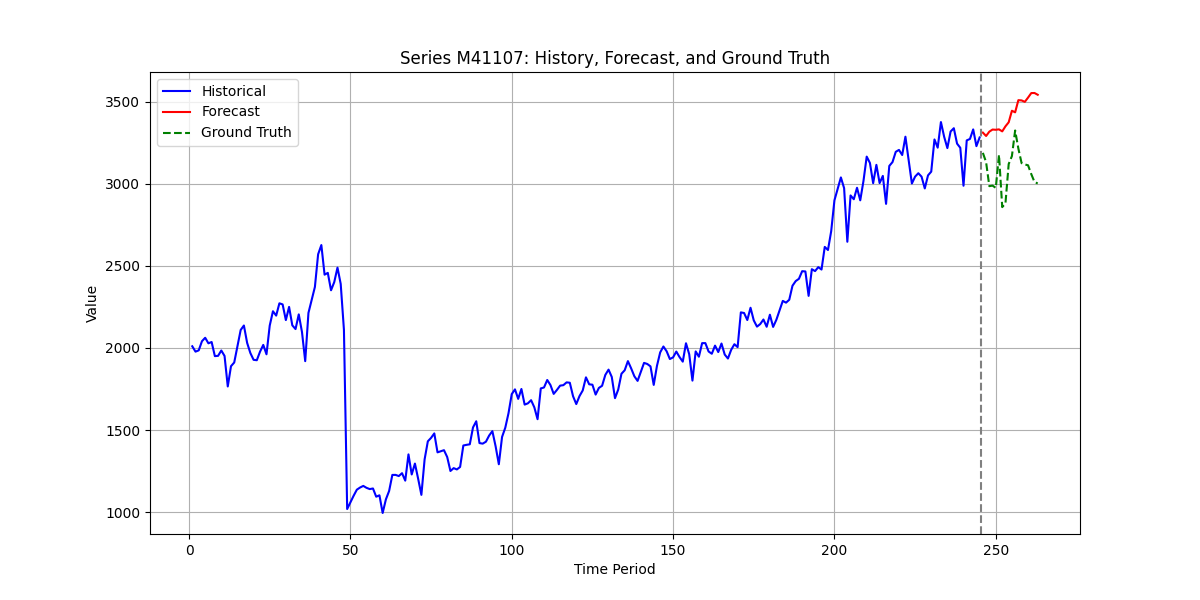 Series M41107: History, Forecast, and Ground Truth
Historical
Forecast
Ground Truth
3500
3000
2500
2000
1500
1000
Value
0
50
100
150
200
250
Time Period